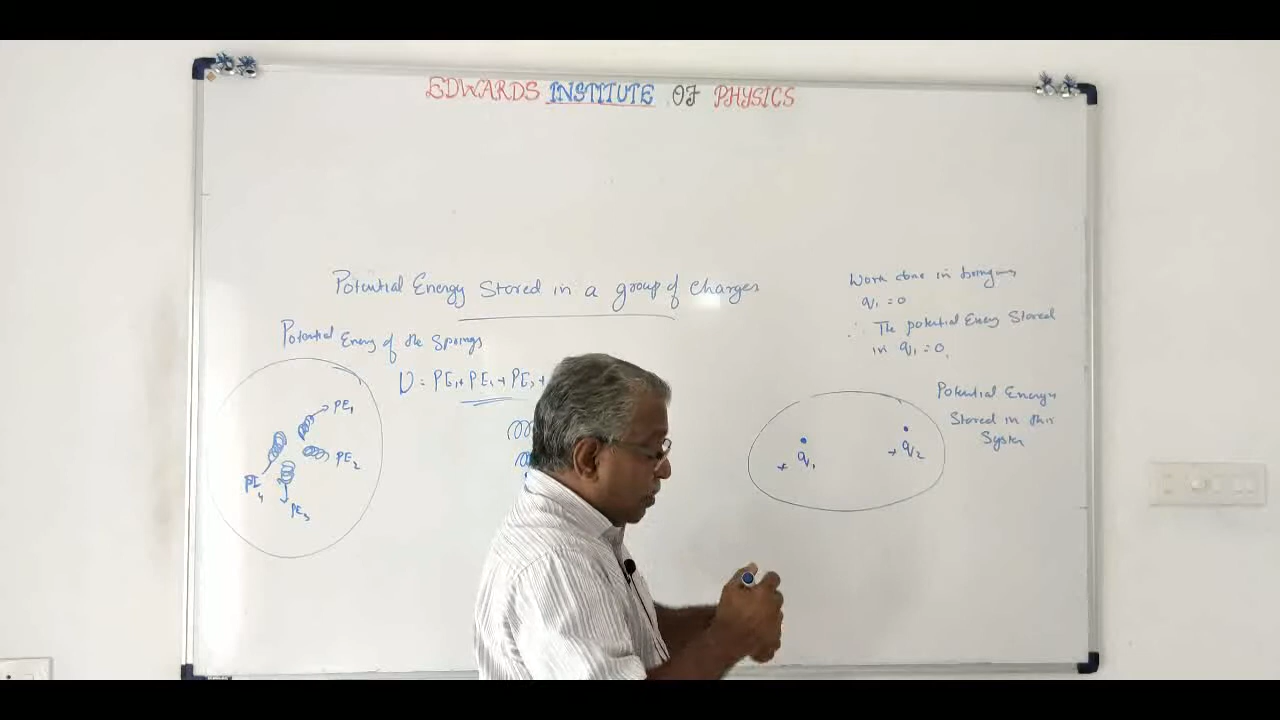 EDWARDS INSTITUTE OF PHYSICS
Potential Energy Stored in a group of charges
Potential Energy of the Springs
U = PE₁ + PE₂ + PE₃ +
PE₁
PE₂
PE₃
PE₄
Work done in bringing
q₁ = 0
∴ The potential Energy Stored
in q₁ = 0,
Potential Energy
Stored in this
System
+ q₁
+ q₂